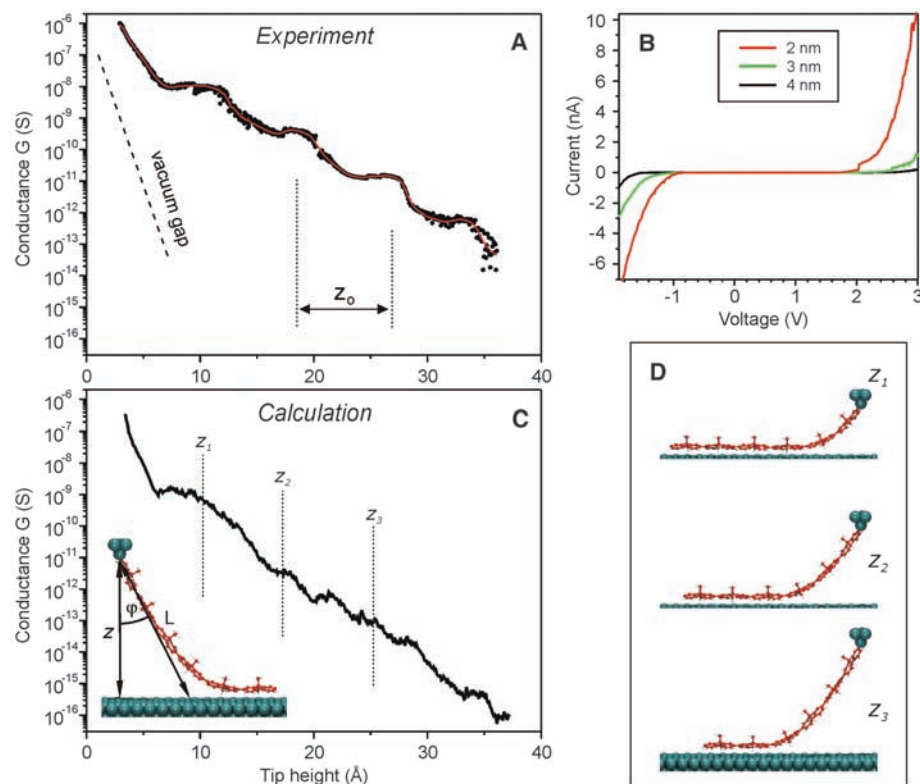 Experiment
A
Conductance G (S)
10⁻⁶
10⁻⁷
10⁻⁸
10⁻⁹
10⁻¹⁰
10⁻¹¹
10⁻¹²
10⁻¹³
10⁻¹⁴
10⁻¹⁵
10⁻¹⁶
vacuum gap
z₀
0 10 20 30 40
B
2 nm
3 nm
4 nm
Current (nA)
10
8
6
4
2
0
-2
-4
-6
-1 0 1 2 3
Voltage (V)
Calculation
C
Conductance G (S)
10⁻⁶
10⁻⁷
10⁻⁸
10⁻⁹
10⁻¹⁰
10⁻¹¹
10⁻¹²
10⁻¹³
10⁻¹⁴
10⁻¹⁵
10⁻¹⁶
z₁
z₂
z₃
z
φ
L
0 10 20 30 40
Tip height (Å)
D
Z₁
Z₂
Z₃